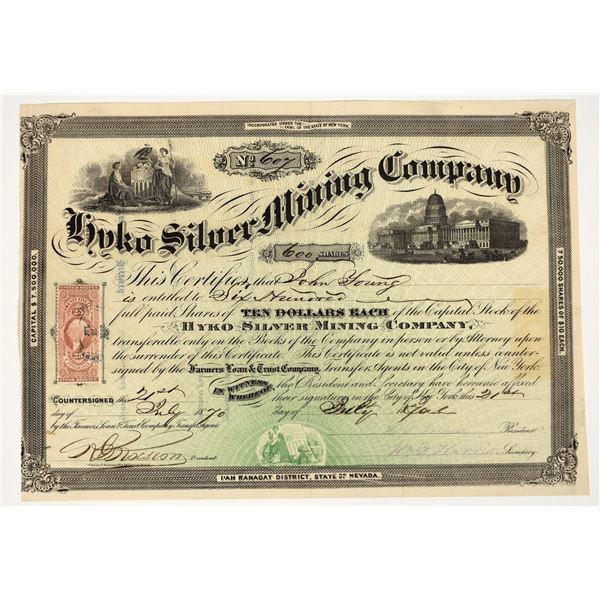 INCORPORATED UNDER THE
LAWS OF THE STATE OF NEW YORK.
No 607
Hyko Silver Mining Company
600 SHARES
CAPITAL $7,500,000.
750,000 SHARES OF $10 EACH.
This Certifies, that John Young
is entitled to Six Hundred
full paid Shares of TEN DOLLARS EACH of the Capital Stock of the
HYKO SILVER MINING COMPANY,
transferable only on the Books of the Company in person or by Attorney upon
the surrender of this Certificate. This Certificate is not valid unless counter-
signed by the Farmers Loan & Trust Company, Transfer Agents in the City of New York.
25
25
COUNTERSIGNED this 21st
day of July 1870
by the Farmers Loan & Trust Company Transfer Agents
President
IN WITNESS WHEREOF,
the President and Secretary have hereunto affixed
their signature in the City of New York this 21st
day of July
President
Secretary
PAH RANAGAT DISTRICT, STATE OF NEVADA.